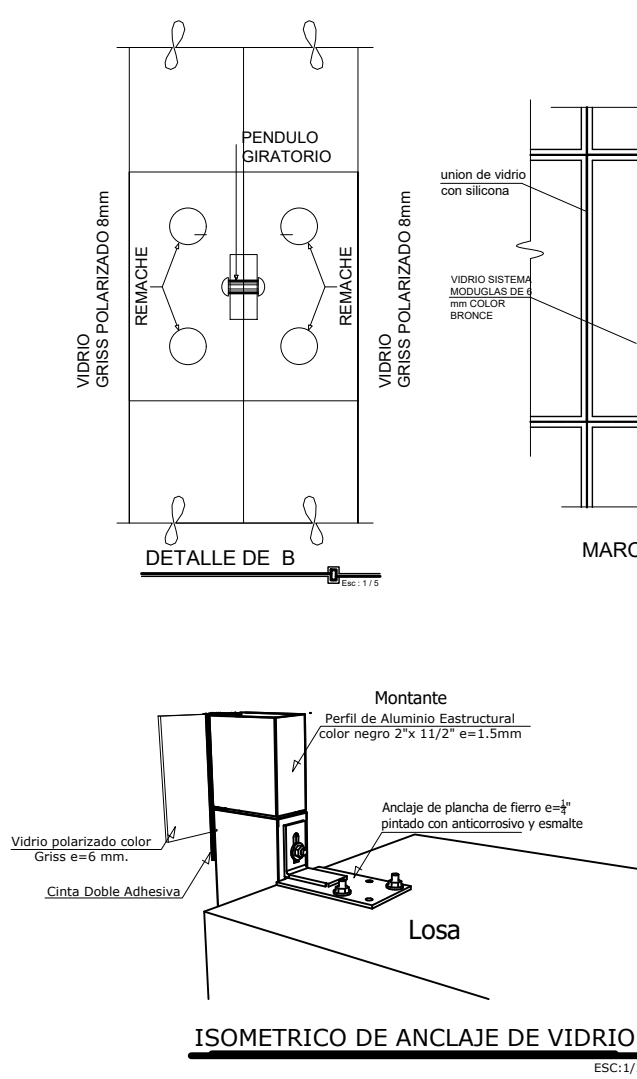 PENDULO
GIRATORIO
VIDRIO
GRISS POLARIZADO 8mm
REMACHE
REMACHE
VIDRIO
GRISS POLARIZADO 8mm
DETALLE DE B
Esc : 1 / 5
union de vidrio
con silicona
VIDRIO SISTEMA
MODUGLAS DE 6
mm COLOR
BRONCE
MARC
Montante
Perfil de Aluminio Eastructural
color negro 2"x 11/2" e=1.5mm
Anclaje de plancha de fierro e=¼"
pintado con anticorrosivo y esmalte
Vidrio polarizado color
Griss e=6 mm.
Cinta Doble Adhesiva
Losa
ISOMETRICO DE ANCLAJE DE VIDRIO
ESC:1/